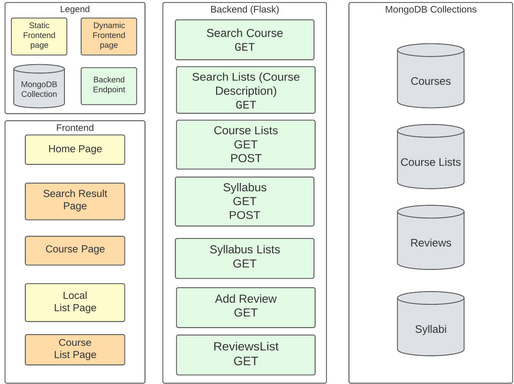 Legend
Static
Frontend
page
Dynamic
Frontend
page
MongoDB
Collection
Backend
Endpoint
Frontend
Home Page
Search Result
Page
Course Page
Local
List Page
Course
List Page
Backend (Flask)
Search Course
GET
Search Lists (Course
Description)
GET
Course Lists
GET
POST
Syllabus
GET
POST
Syllabus Lists
GET
Add Review
GET
ReviewsList
GET
MongoDB Collections
Courses
Course Lists
Reviews
Syllabi